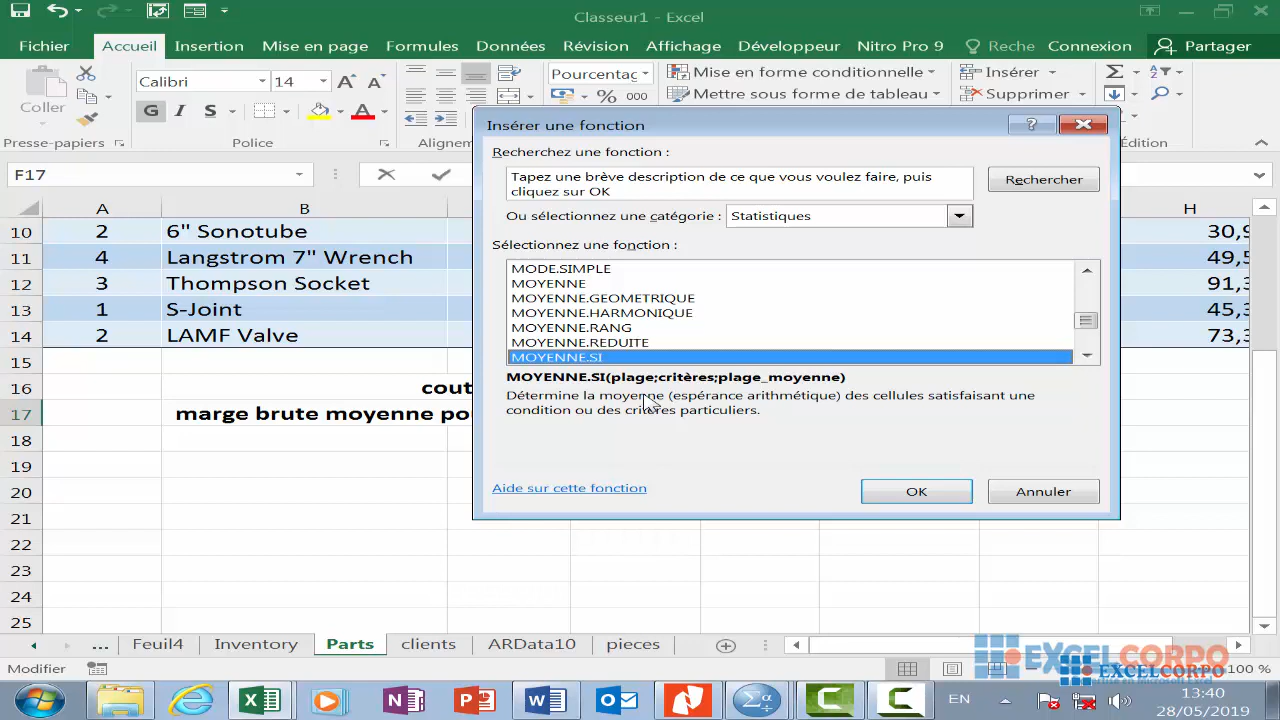 Classeur1 - Excel
Fichier Accueil Insertion Mise en page Formules Données Révision Affichage Développeur Nitro Pro 9 Reche Connexion Partager
Calibri 14 Pourcentag Mise en forme conditionnelle Insérer
Coller G I S A % 000 Mettre sous forme de tableau Supprimer
Presse-papiers Police Alignem Édition
F17
A B H
10 2 6" Sonotube 30,9
11 4 Langstrom 7" Wrench 49,5
12 3 Thompson Socket 91,3
13 1 S-Joint 45,3
14 2 LAMF Valve 73,3
15
16 cout
17 marge brute moyenne po
18
19
20
21
22
23
24
25
Insérer une fonction
Recherchez une fonction :
Tapez une brève description de ce que vous voulez faire, puis
cliquez sur OK
Rechercher
Ou sélectionnez une catégorie : Statistiques
Sélectionnez une fonction :
MODE.SIMPLE
MOYENNE
MOYENNE.GEOMETRIQUE
MOYENNE.HARMONIQUE
MOYENNE.RANG
MOYENNE.REDUITE
MOYENNE.SI
MOYENNE.SI(plage;critères;plage_moyenne)
Détermine la moyenne (espérance arithmétique) des cellules satisfaisant une
condition ou des critères particuliers.
Aide sur cette fonction OK Annuler
... Feuil4 Inventory Parts clients ARData10 pieces
Modifier 100 %
EXCELCORPO
EXCELCORPO
EN 13:40
28/05/2019